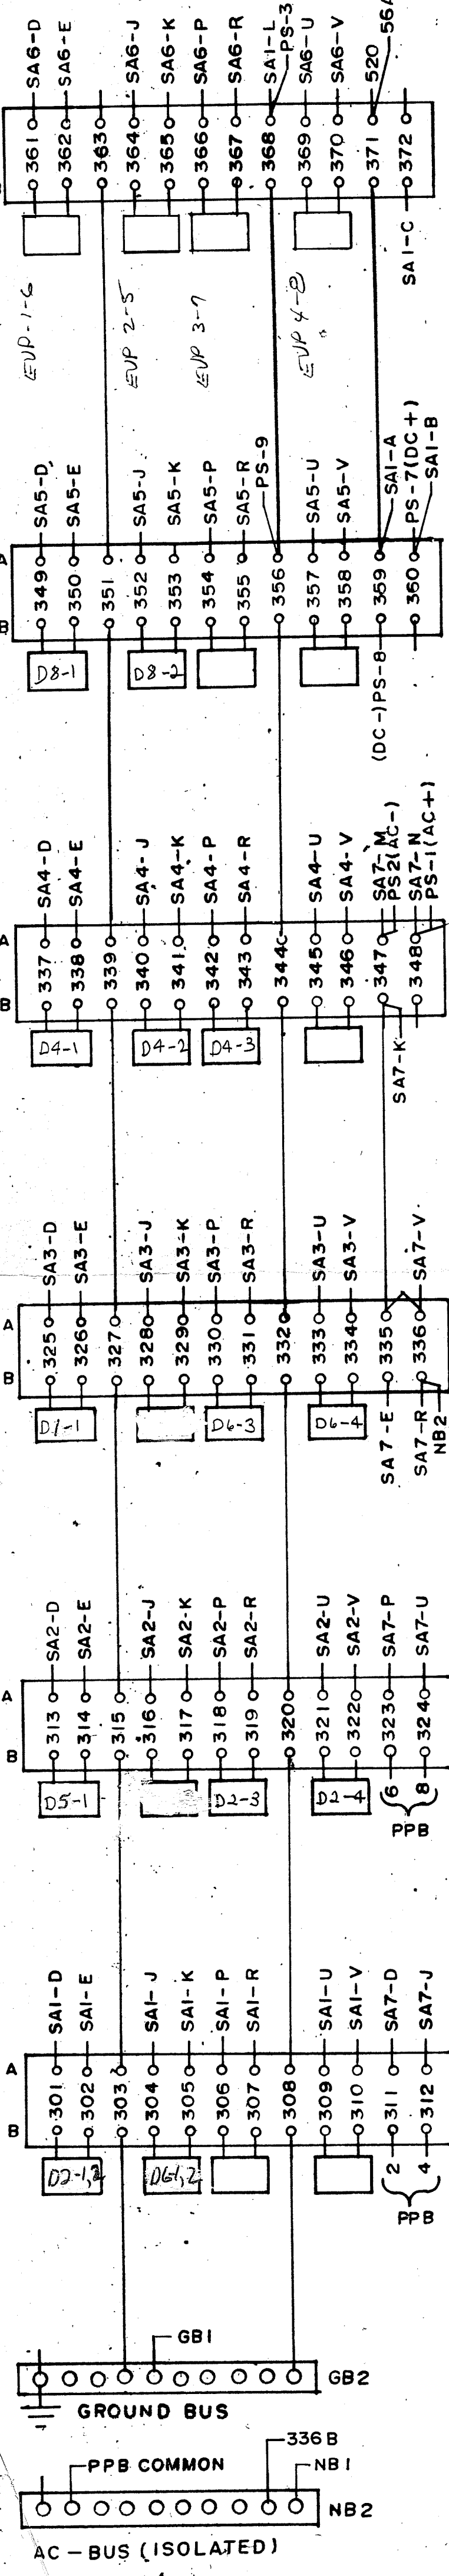 SA6-D
SA6-E
SA6-J
SA6-K
SA6-P
SA6-R
SA1-L
PS-3
SA6-U
SA6-V
520
361
362
363
364
365
366
367
368
369
370
371
372
SA1-C
EVP-1-6
EVP 2-5
EVP 3-7
EVP 4-8
SA5-D
SA5-E
SA5-J
SA5-K
SA5-P
SA5-R
PS-9
SA5-U
SA5-V
SA1-A
PS-7(DC+)
SA1-B
A
349
350
351
352
353
354
355
356
357
358
359
360
B
D8-1
D8-2
(DC-)PS-8
SA4-D
SA4-E
SA4-J
SA4-K
SA4-P
SA4-R
SA4-U
SA4-V
SA7-M
PS2(AC-)
SA7-N
PS-1(AC+)
A
337
338
339
340
341
342
343
344
345
346
347
348
B
D4-1
D4-2
D4-3
SA7-K
SA3-D
SA3-E
SA3-J
SA3-K
SA3-P
SA3-R
SA3-U
SA3-V
SA7-V
A
325
326
327
328
329
330
331
332
333
334
335
336
B
D6-3
D6-4
SA7-E
SA7-R
NB2
SA2-D
SA2-E
SA2-J
SA2-K
SA2-P
SA2-R
SA2-U
SA2-V
SA7-P
SA7-U
A
313
314
315
316
317
318
319
320
321
322
323
324
B
D5-1
D2-3
D2-4
6
8
PPB
SA1-D
SA1-E
SA1-J
SA1-K
SA1-P
SA1-R
SA1-U
SA1-V
SA7-D
SA7-J
A
301
302
303
304
305
306
307
308
309
310
311
312
B
D2-1,2
D6-1,2
2
4
PPB
GB1
GB2
GROUND BUS
336B
PPB COMMON
NB1
NB2
AC-BUS (ISOLATED)